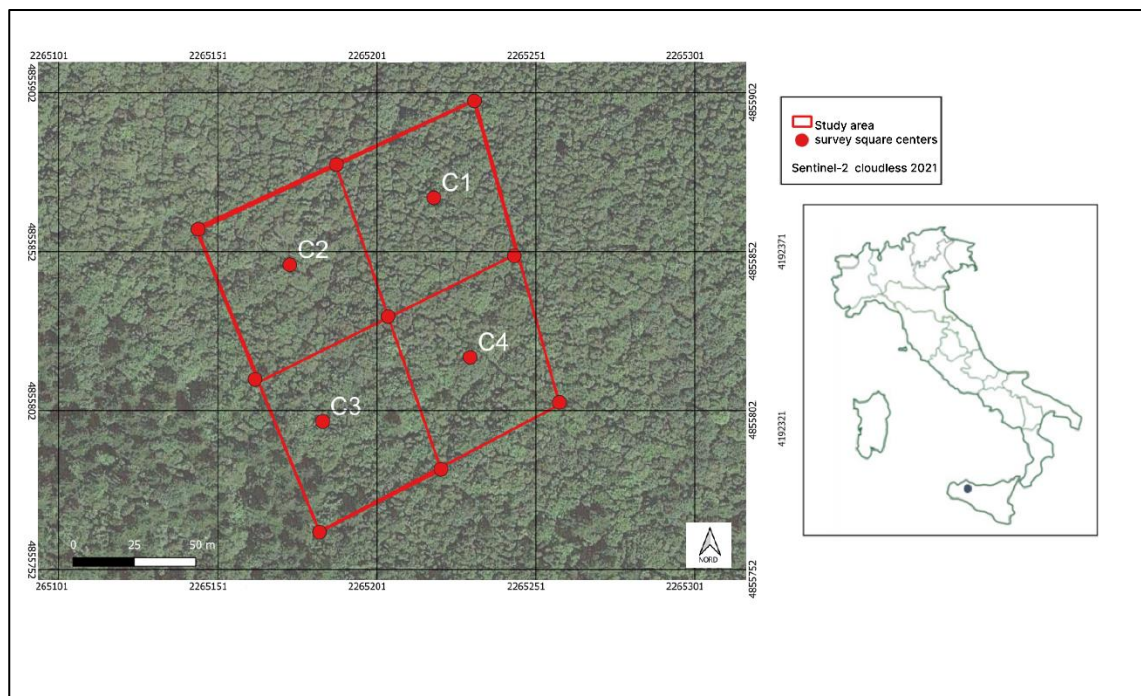 2265101 2265151 2265201 2265251 2265301
4855902
4855902
C1
C2
4855852
4855852
4192371
C4
C3
4855802
4855802
4192321
0 25 50 m
NORD
4855752
4855752
265101 2265151 2265201 2265251 2265301
Study area
survey square centers
Sentinel-2 cloudless 2021